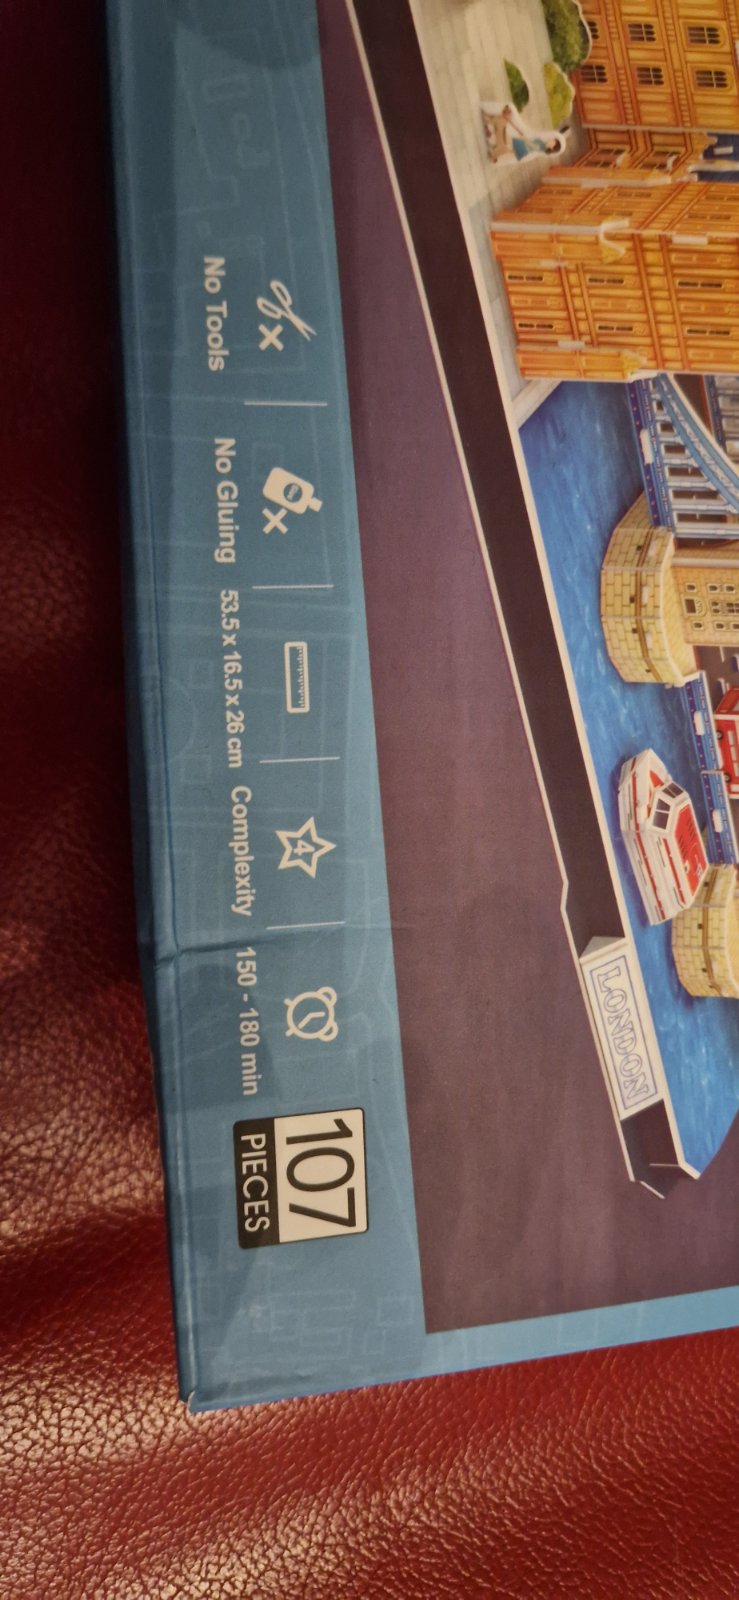 No Tools
No Gluing
53.5 x 16.5 x 26 cm
4
Complexity
150 - 180 min
107
PIECES
LONDON